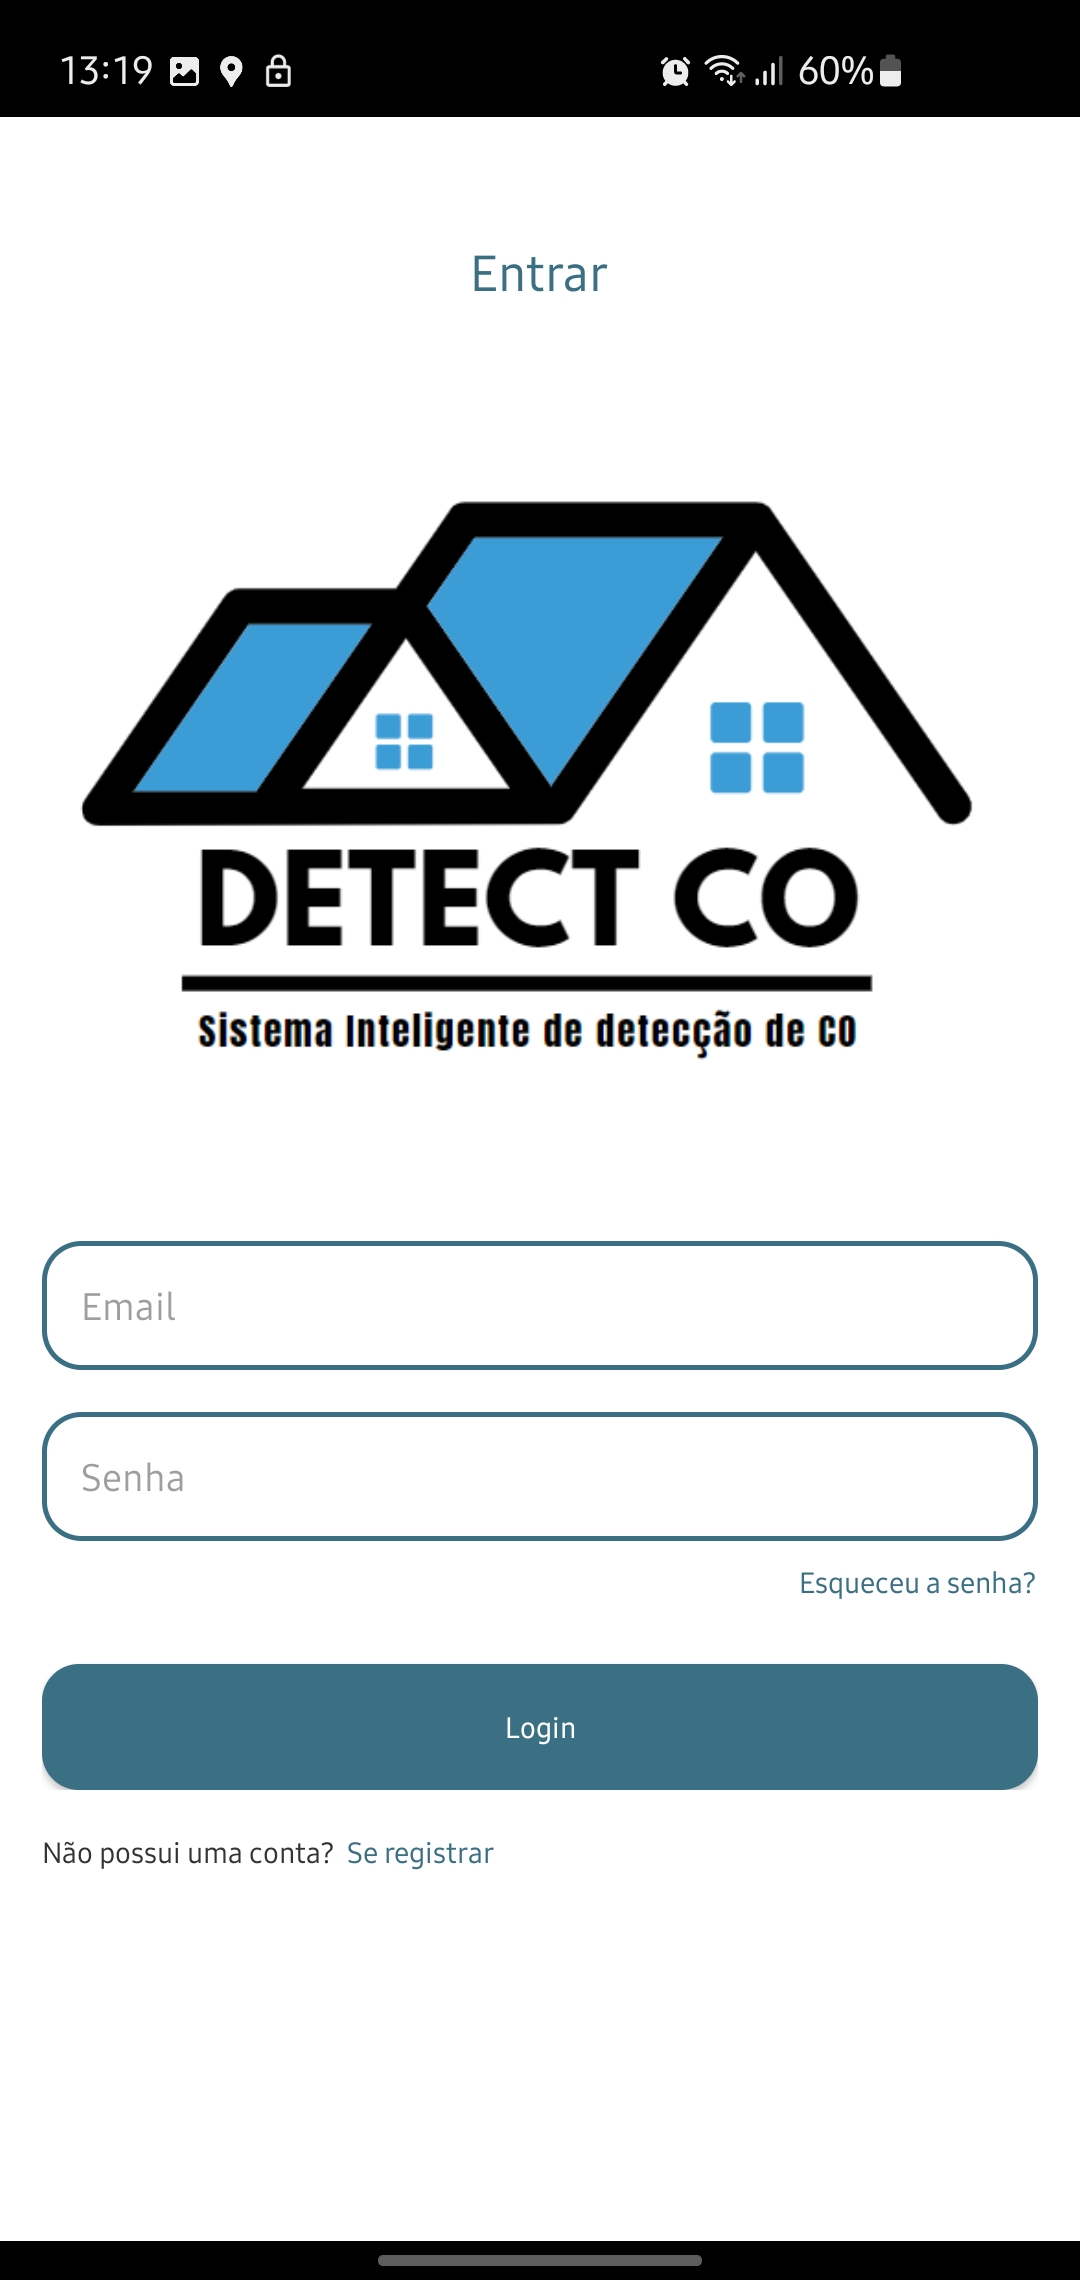 13:19 60%
Entrar
DETECT CO
Sistema Inteligente de detecção de CO
Email
Senha
Esqueceu a senha?
Login
Não possui uma conta? Se registrar